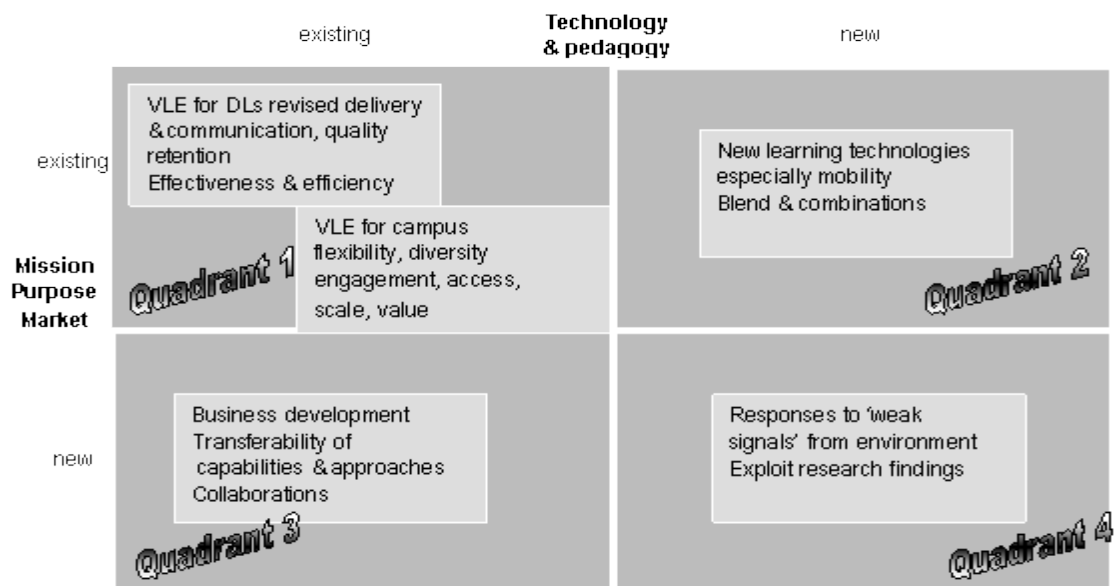 existing
Technology
& pedagogy
new
existing
Mission
Purpose
Market
new
VLE for DLs revised delivery
& communication, quality
retention
Effectiveness & efficiency
VLE for campus
flexibility, diversity
engagement, access,
scale, value
Quadrant 1
New learning technologies
especially mobility
Blend & combinations
Quadrant 2
Business development
Transferability of
capabilities & approaches
Collaborations
Quadrant 3
Responses to ‘weak
signals’ from environment
Exploit research findings
Quadrant 4